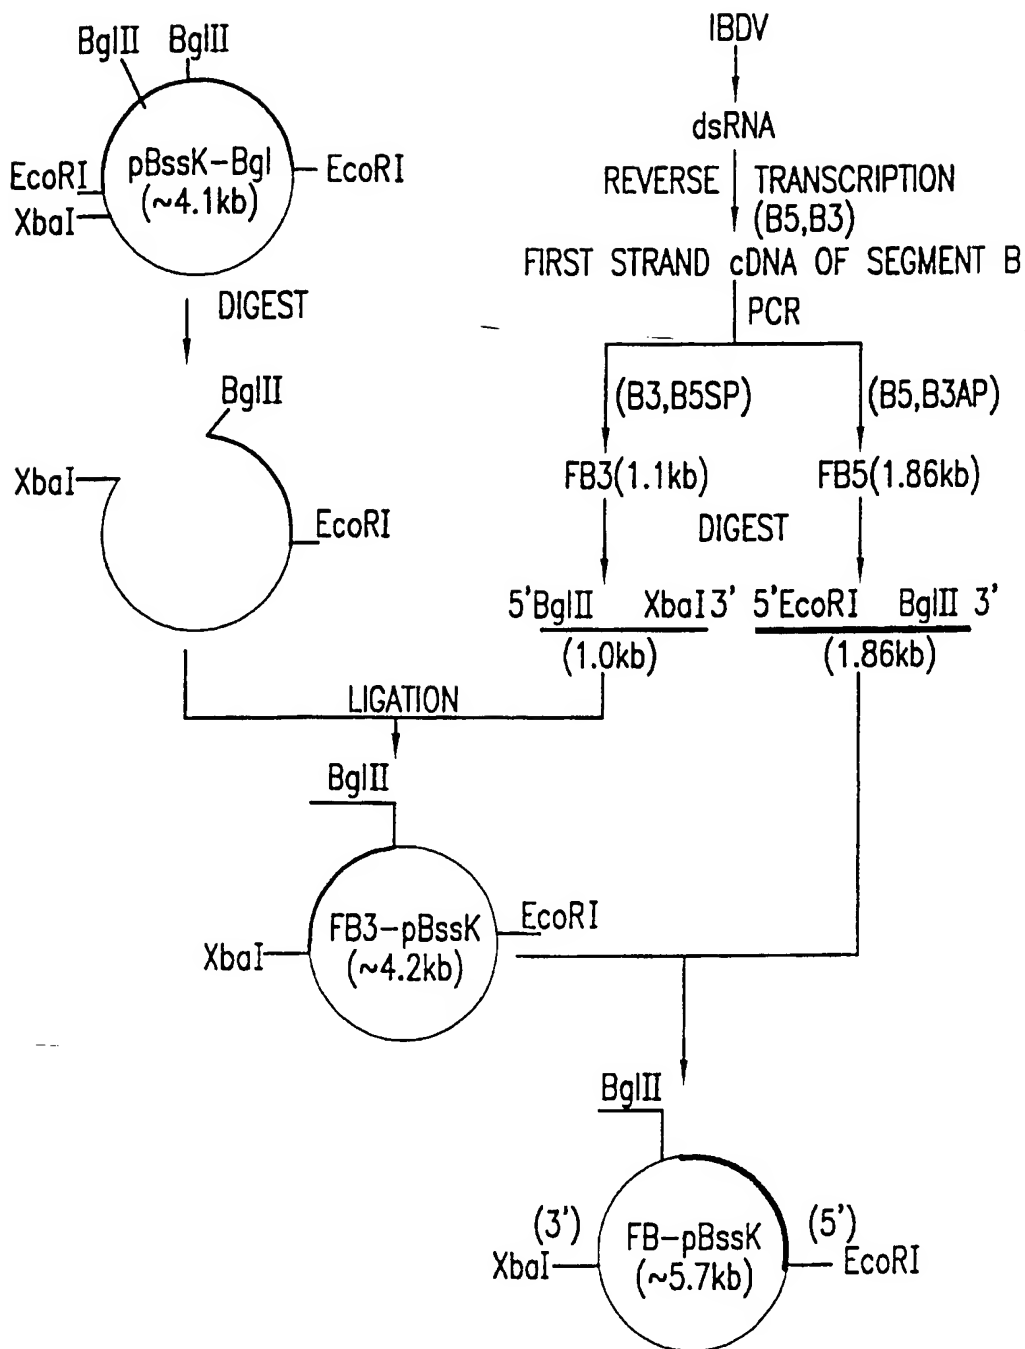 BglII BglII
pBssK-Bgl
(~4.1kb)
EcoRI
EcoRI
XbaI
DIGEST
BglII
XbaI
EcoRI
IBDV
dsRNA
REVERSE TRANSCRIPTION
(B5,B3)
FIRST STRAND cDNA OF SEGMENT B
PCR
(B3,B5SP) (B5,B3AP)
FB3(1.1kb) FB5(1.86kb)
DIGEST
5'BglII XbaI3' 5'EcoRI BglII 3'
(1.0kb) (1.86kb)
LIGATION
BglII
FB3-pBssK
(~4.2kb)
EcoRI
XbaI
BglII
(3') (5')
FB-pBssK
(~5.7kb)
XbaI EcoRI